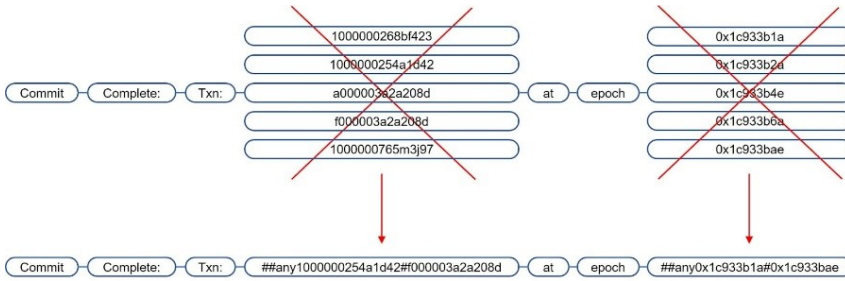 1000000268bf423 0x1c933b1a
1000000254a1d42 0x1c933b2a
Commit Complete: Txn: a000003a2a208d at epoch 0x1c933b4e
f000003a2a208d 0x1c933b6a
1000000765m3j97 0x1c933bae
Commit Complete: Txn: ##any1000000254a1d42#f000003a2a208d at epoch ##any0x1c933b1a#0x1c933bae